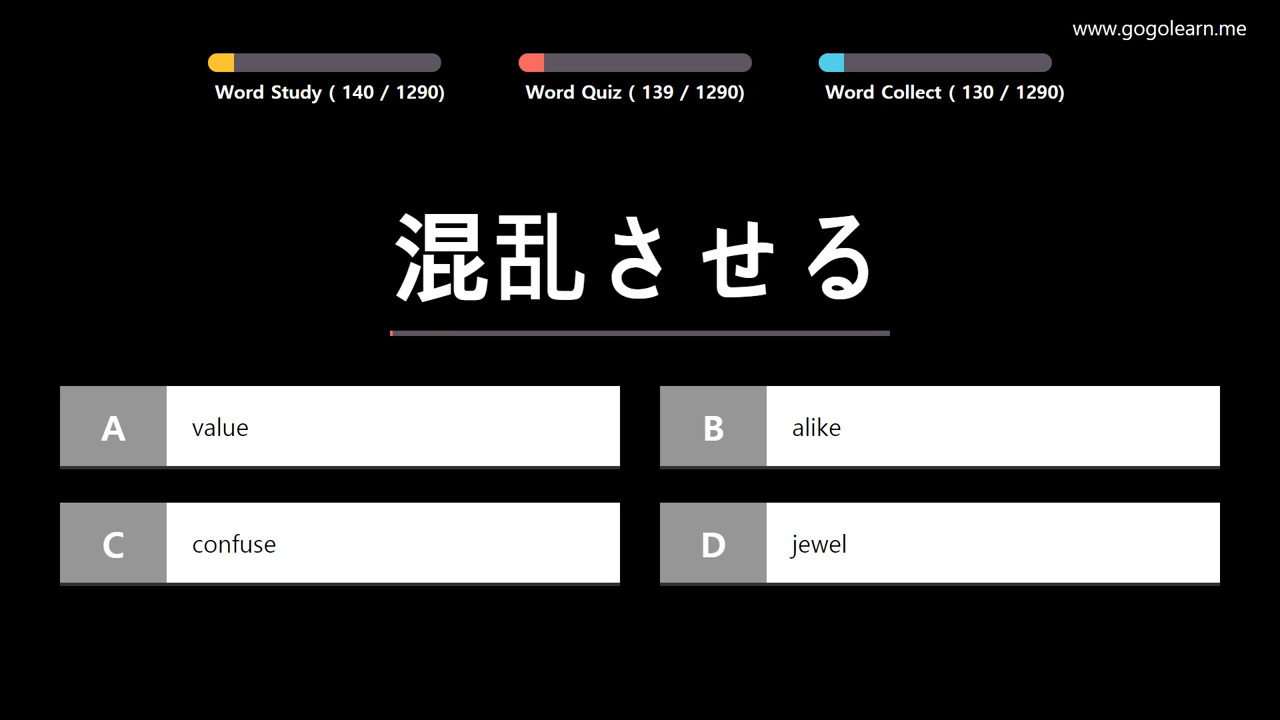 www.gogolearn.me
Word Study ( 140 / 1290)
Word Quiz ( 139 / 1290)
Word Collect ( 130 / 1290)
混乱させる
A value
B alike
C confuse
D jewel